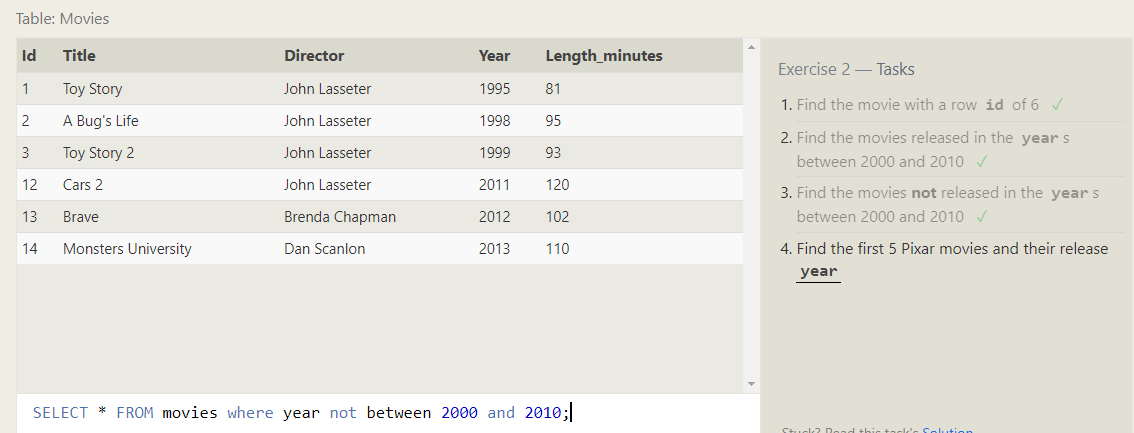 Table: Movies
Id Title Director Year Length_minutes
1 Toy Story John Lasseter 1995 81
2 A Bug's Life John Lasseter 1998 95
3 Toy Story 2 John Lasseter 1999 93
12 Cars 2 John Lasseter 2011 120
13 Brave Brenda Chapman 2012 102
14 Monsters University Dan Scanlon 2013 110
SELECT * FROM movies where year not between 2000 and 2010;
Exercise 2 — Tasks
1. Find the movie with a row id of 6 ✓
2. Find the movies released in the year s
between 2000 and 2010 ✓
3. Find the movies not released in the year s
between 2000 and 2010 ✓
4. Find the first 5 Pixar movies and their release
year
Stuck? Read this task's Solution